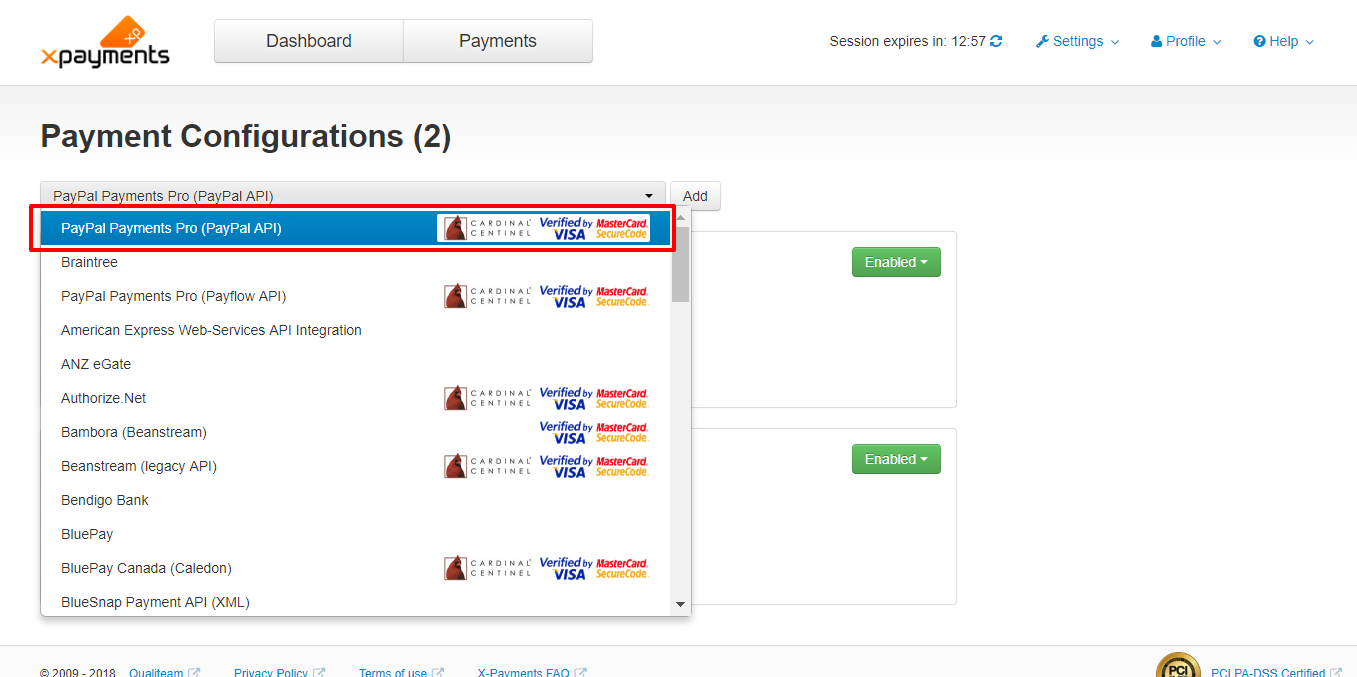 xpayments
xp
Dashboard
Payments
Session expires in: 12:57
Settings
Profile
Help
Payment Configurations (2)
PayPal Payments Pro (PayPal API)
Add
PayPal Payments Pro (PayPal API) CARDINAL CENTINEL Verified by VISA MasterCard. SecureCode.
Braintree
PayPal Payments Pro (Payflow API) CARDINAL CENTINEL Verified by VISA MasterCard. SecureCode.
American Express Web-Services API Integration
ANZ eGate
Authorize.Net CARDINAL CENTINEL Verified by VISA MasterCard. SecureCode.
Bambora (Beanstream) Verified by VISA MasterCard. SecureCode.
Beanstream (legacy API) CARDINAL CENTINEL Verified by VISA MasterCard. SecureCode.
Bendigo Bank
BluePay
BluePay Canada (Caledon) CARDINAL CENTINEL Verified by VISA MasterCard. SecureCode.
BlueSnap Payment API (XML)
Enabled
Enabled
© 2009 - 2018 Qualiteam Privacy Policy Terms of use X-Payments FAQ
PCI
PCI PA-DSS Certified